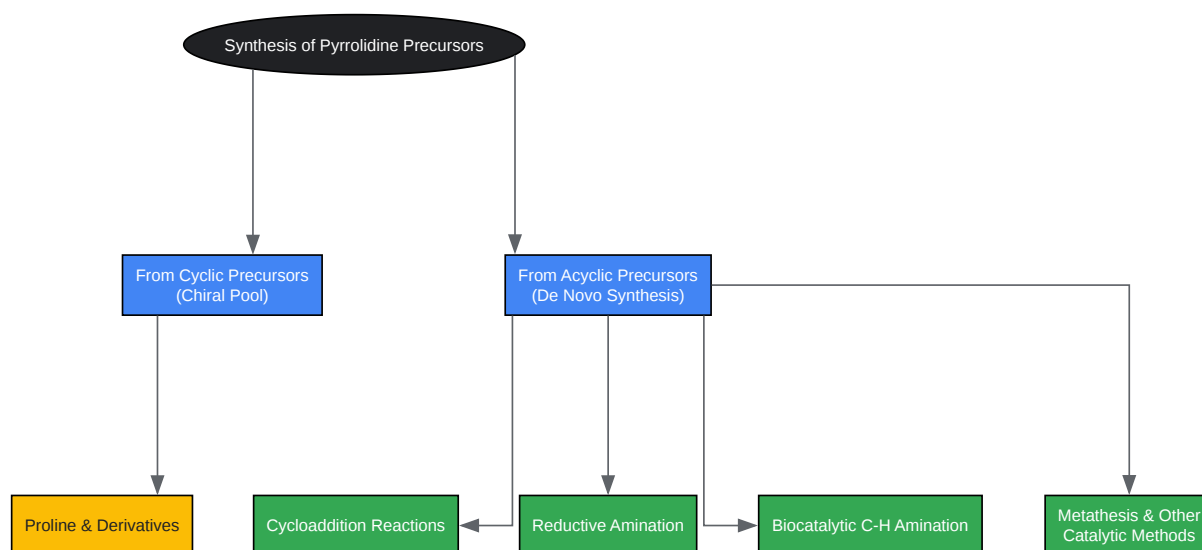 Synthesis of Pyrrolidine Precursors
From Cyclic Precursors
(Chiral Pool)
From Acyclic Precursors
(De Novo Synthesis)
Proline & Derivatives
Cycloaddition Reactions
Reductive Amination
Biocatalytic C-H Amination
Metathesis & Other
Catalytic Methods